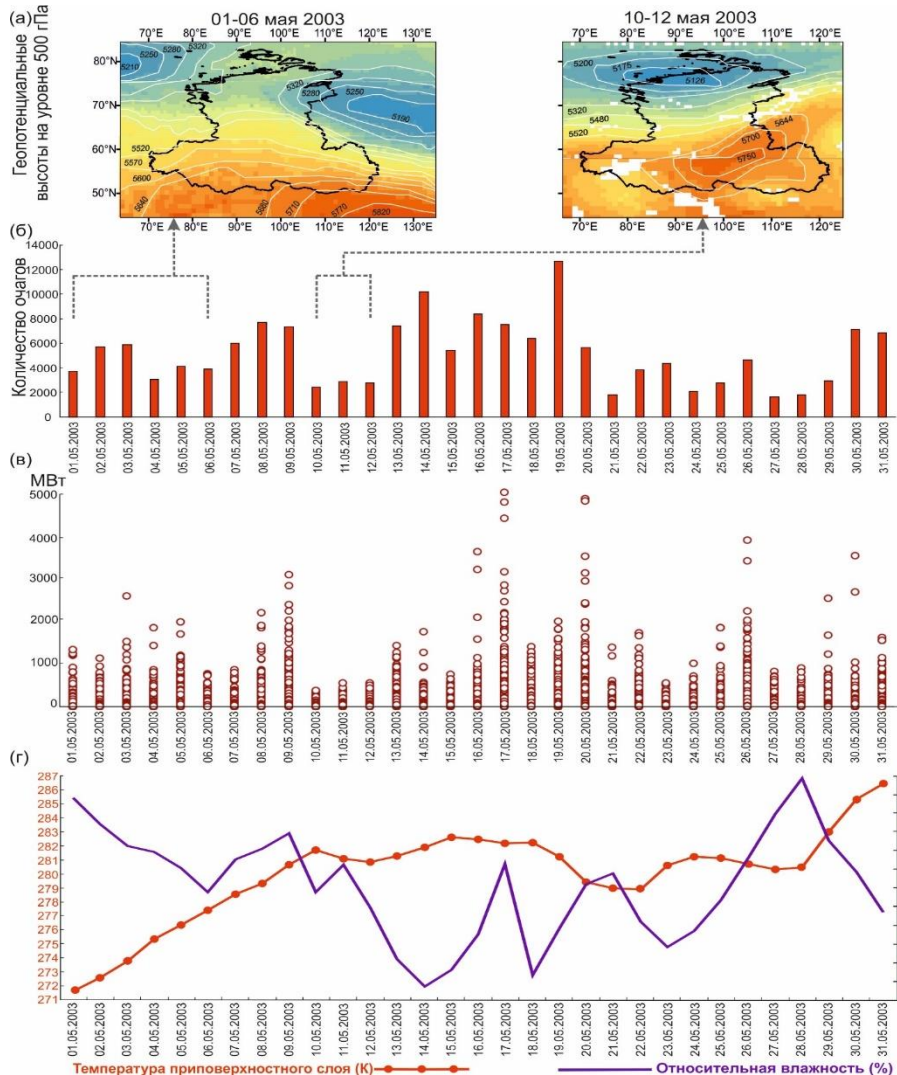 (а)
01-06 мая 2003
10-12 мая 2003
Геопотенциальные
высоты на уровне 500 гПа
80°N
70°N
60°N
50°N
5210 5250 5280 5320
5320 5280 5250 5190
5520
5570
5600
5640
5710 5770 5820
70°E 80°E 90°E 100°E 110°E 120°E 130°E
5200 5175 5126
5320
5480
5520
5644
5700
5750
70°E 80°E 90°E 100°E 110°E 120°E
70°E 80°E 90°E 100°E 110°E 120°E 130°E
70°E 80°E 90°E 100°E 110°E 120°E
(б)
Количество очагов
14000
12000
10000
8000
6000
4000
2000
0
01.05.2003 02.05.2003 03.05.2003 04.05.2003 05.05.2003 06.05.2003 07.05.2003 08.05.2003 09.05.2003 10.05.2003 11.05.2003 12.05.2003 13.05.2003 14.05.2003 15.05.2003 16.05.2003 17.05.2003 18.05.2003 19.05.2003 20.05.2003 21.05.2003 22.05.2003 23.05.2003 24.05.2003 25.05.2003 26.05.2003 27.05.2003 28.05.2003 29.05.2003 30.05.2003 31.05.2003
(в)
МВт
5000
4000
3000
2000
1000
0
01.05.2003 02.05.2003 03.05.2003 04.05.2003 05.05.2003 06.05.2003 07.05.2003 08.05.2003 09.05.2003 10.05.2003 11.05.2003 12.05.2003 13.05.2003 14.05.2003 15.05.2003 16.05.2003 17.05.2003 18.05.2003 19.05.2003 20.05.2003 21.05.2003 22.05.2003 23.05.2003 24.05.2003 25.05.2003 26.05.2003 27.05.2003 28.05.2003 29.05.2003 30.05.2003 31.05.2003
(г)
287
286
285
283
282
281
280
279
278
277
276
275
274
273
272
271
01.05.2003 02.05.2003 03.05.2003 04.05.2003 05.05.2003 06.05.2003 07.05.2003 08.05.2003 09.05.2003 10.05.2003 11.05.2003 12.05.2003 13.05.2003 14.05.2003 15.05.2003 16.05.2003 17.05.2003 18.05.2003 19.05.2003 20.05.2003 21.05.2003 22.05.2003 23.05.2003 24.05.2003 25.05.2003 26.05.2003 27.05.2003 28.05.2003 29.05.2003 30.05.2003 31.05.2003
Температура приповерхностного слоя (К)
Относительная влажность (%)